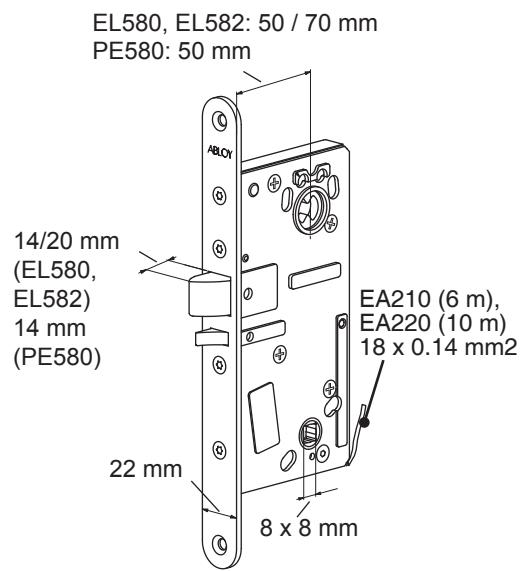 EL580, EL582: 50 / 70 mm
PE580: 50 mm
ABLOY
14/20 mm
(EL580,
EL582)
14 mm
(PE580)
EA210 (6 m),
EA220 (10 m)
18 x 0.14 mm2
22 mm
8 x 8 mm